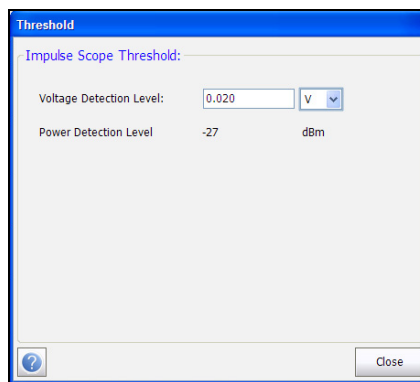 Threshold
Impulse Scope Threshold:
Voltage Detection Level: 0.020 V
Power Detection Level -27 dBm
?
Close